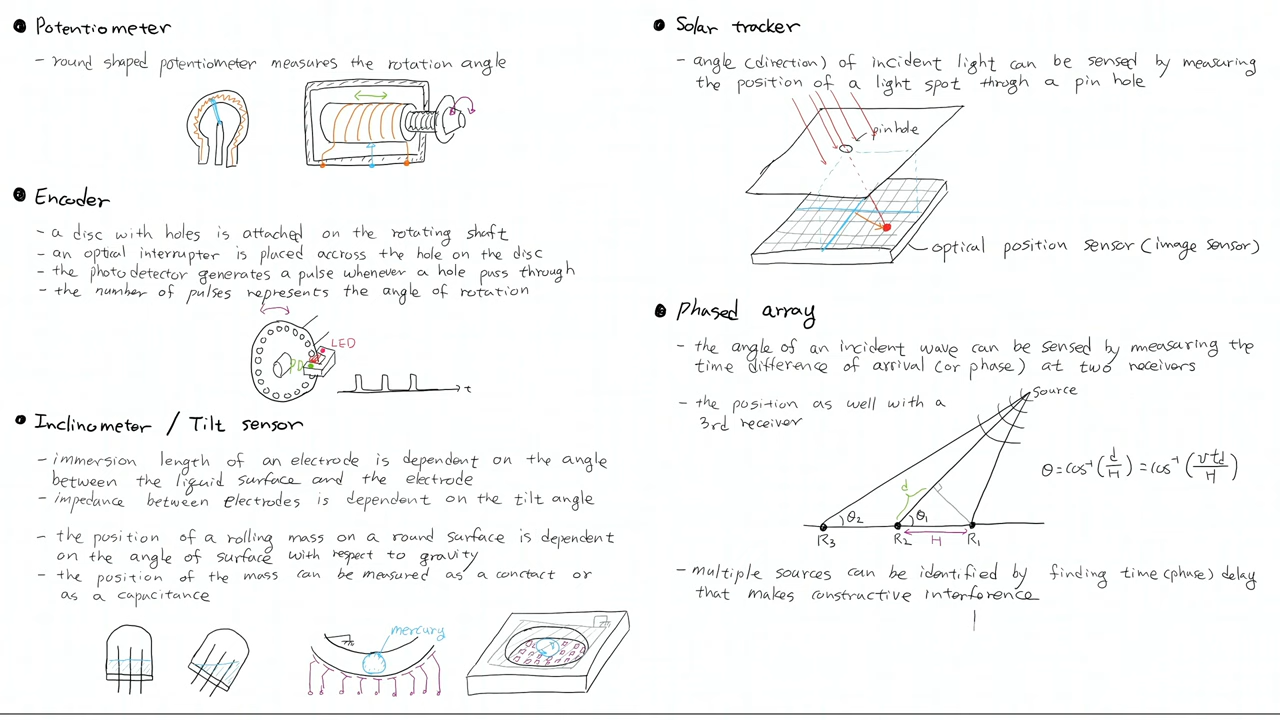 ● Potentiometer
- round shaped potentiometer measures the rotation angle
● Encoder
- a disc with holes is attached on the rotating shaft
- an optical interrupter is placed accross the hole on the disc
- the photodetector generates a pulse whenever a hole pass through
- the number of pulses represents the angle of rotation
LED
PD
t
● Inclinometer / Tilt sensor
- immersion length of an electrode is dependent on the angle
between the liquid surface and the electrode
- impedance between electrodes is dependent on the tilt angle
- the position of rolling mass on a round surface is dependent
on the angle of surface with respect to gravity
- the position of the mass can be measured as a conctact or
as a capacitance
mercury
● Solar tracker
- angle (direction) of incident light can be sensed by measuring
the position of a light spot thrugh a pin hole
pinhole
optical position sensor (image sensor)
● Phased array
- the angle of an incident wave can be sensed by measuring the
time difference of arrival (or phase) at two receivers
- the position as well with a
3rd receiver
source
θ = cos⁻¹(d/H) = cos⁻¹(vtd/H)
d
θ₂
θ₁
R₃
R₂
H
R₁
- multiple sources can be identified by finding time (phase) delay
that makes constructive interference